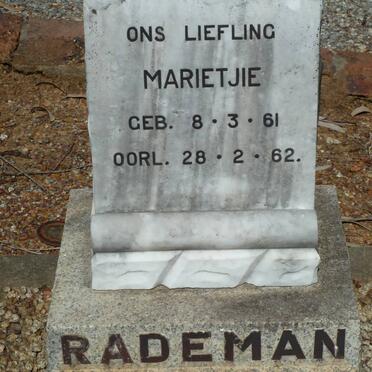 ONS LIEFLING
MARIETJIE
GEB. 8 · 3 · 61
OORL. 28 · 2 · 62.
RADEMAN